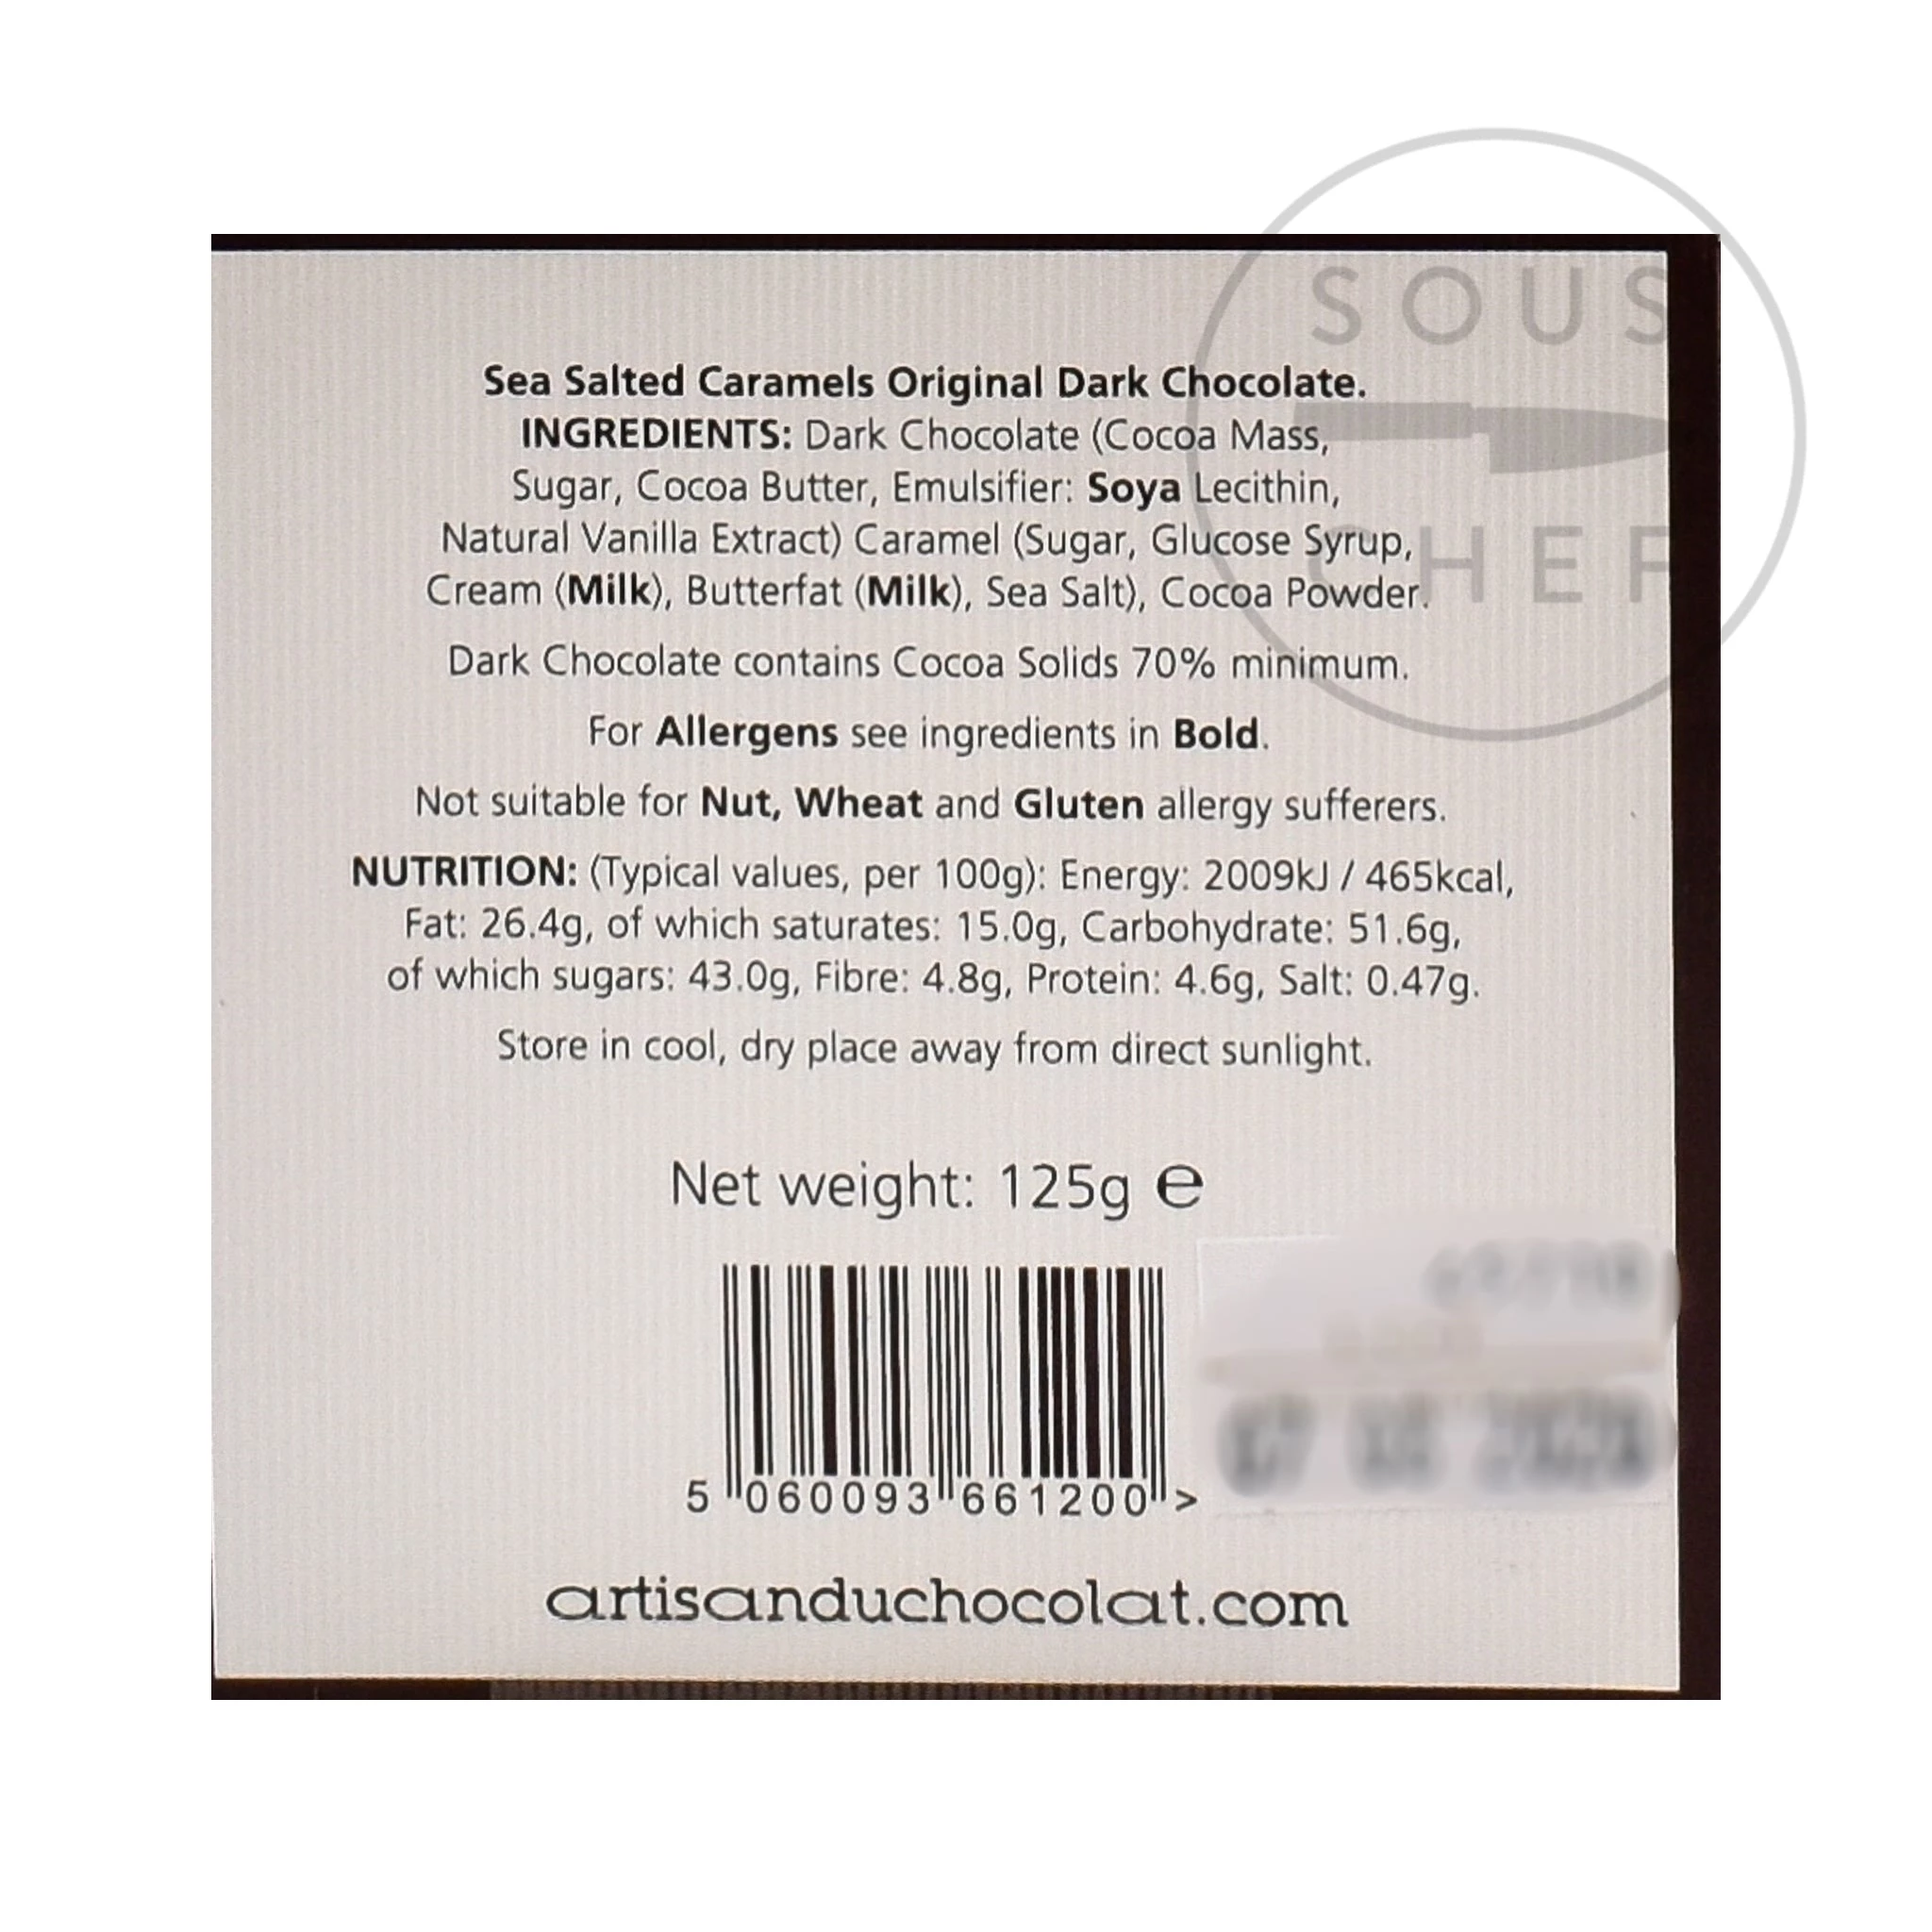 SOUS
CHEF
Sea Salted Caramels Original Dark Chocolate.
INGREDIENTS: Dark Chocolate (Cocoa Mass,
Sugar, Cocoa Butter, Emulsifier: Soya Lecithin,
Natural Vanilla Extract) Caramel (Sugar, Glucose Syrup,
Cream (Milk), Butterfat (Milk), Sea Salt), Cocoa Powder.
Dark Chocolate contains Cocoa Solids 70% minimum.
For Allergens see ingredients in Bold.
Not suitable for Nut, Wheat and Gluten allergy sufferers.
NUTRITION: (Typical values, per 100g): Energy: 2009kJ / 465kcal,
Fat: 26.4g, of which saturates: 15.0g, Carbohydrate: 51.6g,
of which sugars: 43.0g, Fibre: 4.8g, Protein: 4.6g, Salt: 0.47g.
Store in cool, dry place away from direct sunlight.
Net weight: 125g e
5 060093 661200 >
artisanduchocolat.com